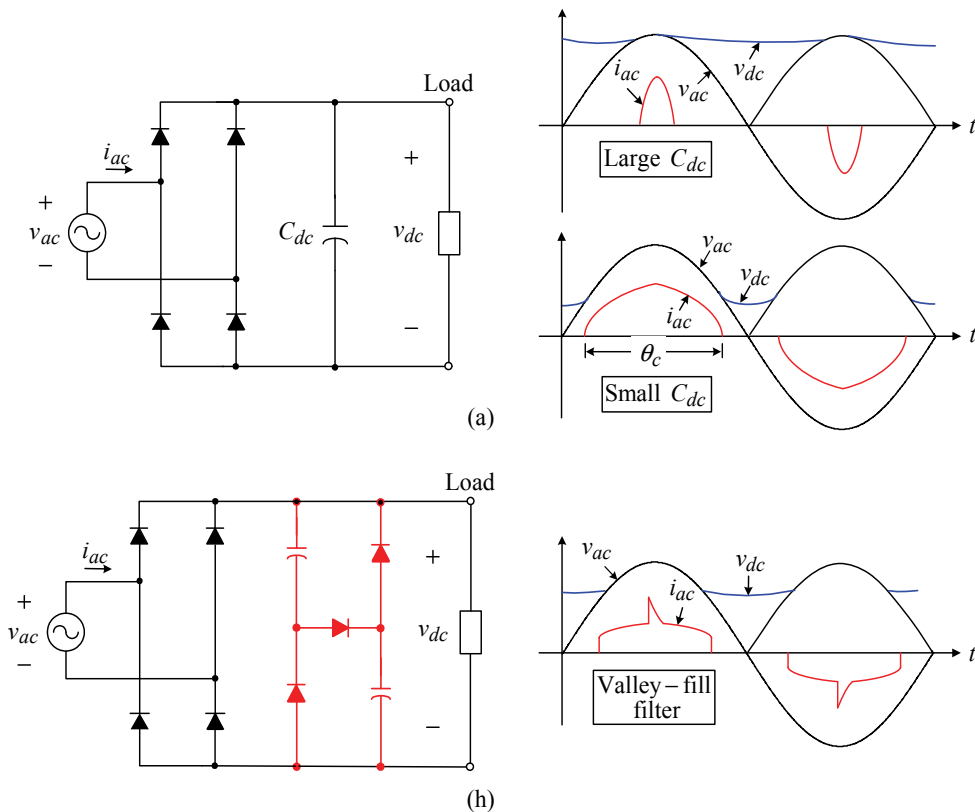 Load
i_ac
+
v_ac
−
C_dc
+
v_dc
−
i_ac
v_ac
v_dc
t
Large C_dc
v_ac
v_dc
i_ac
t
θ_c
Small C_dc
(a)
Load
i_ac
+
v_ac
−
+
v_dc
−
v_ac
v_dc
i_ac
t
Valley−fill
filter
(h)